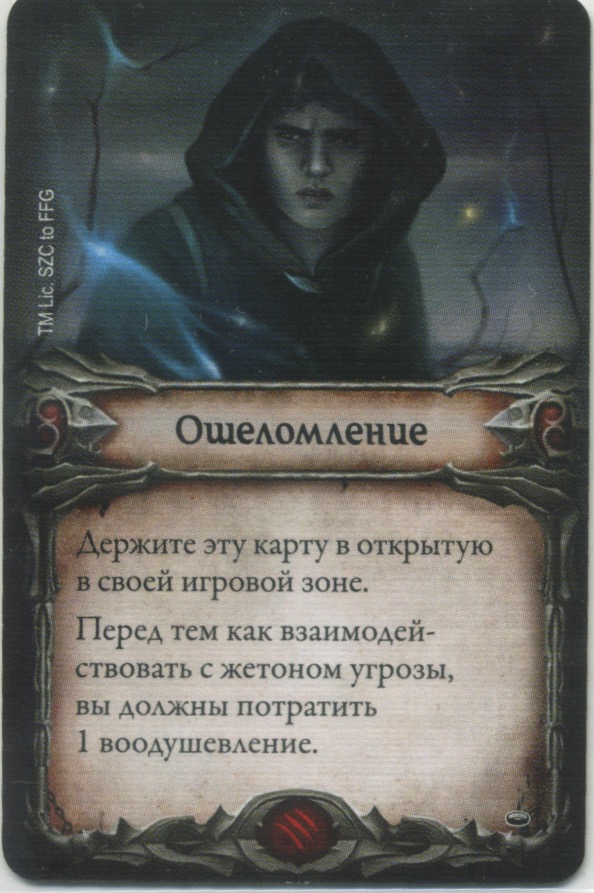 TM Lic. SZC to FFG
Ошеломление
Держите эту карту в открытую
в своей игровой зоне.
Перед тем как взаимодей-
ствовать с жетоном угрозы,
вы должны потратить
1 воодушевление.